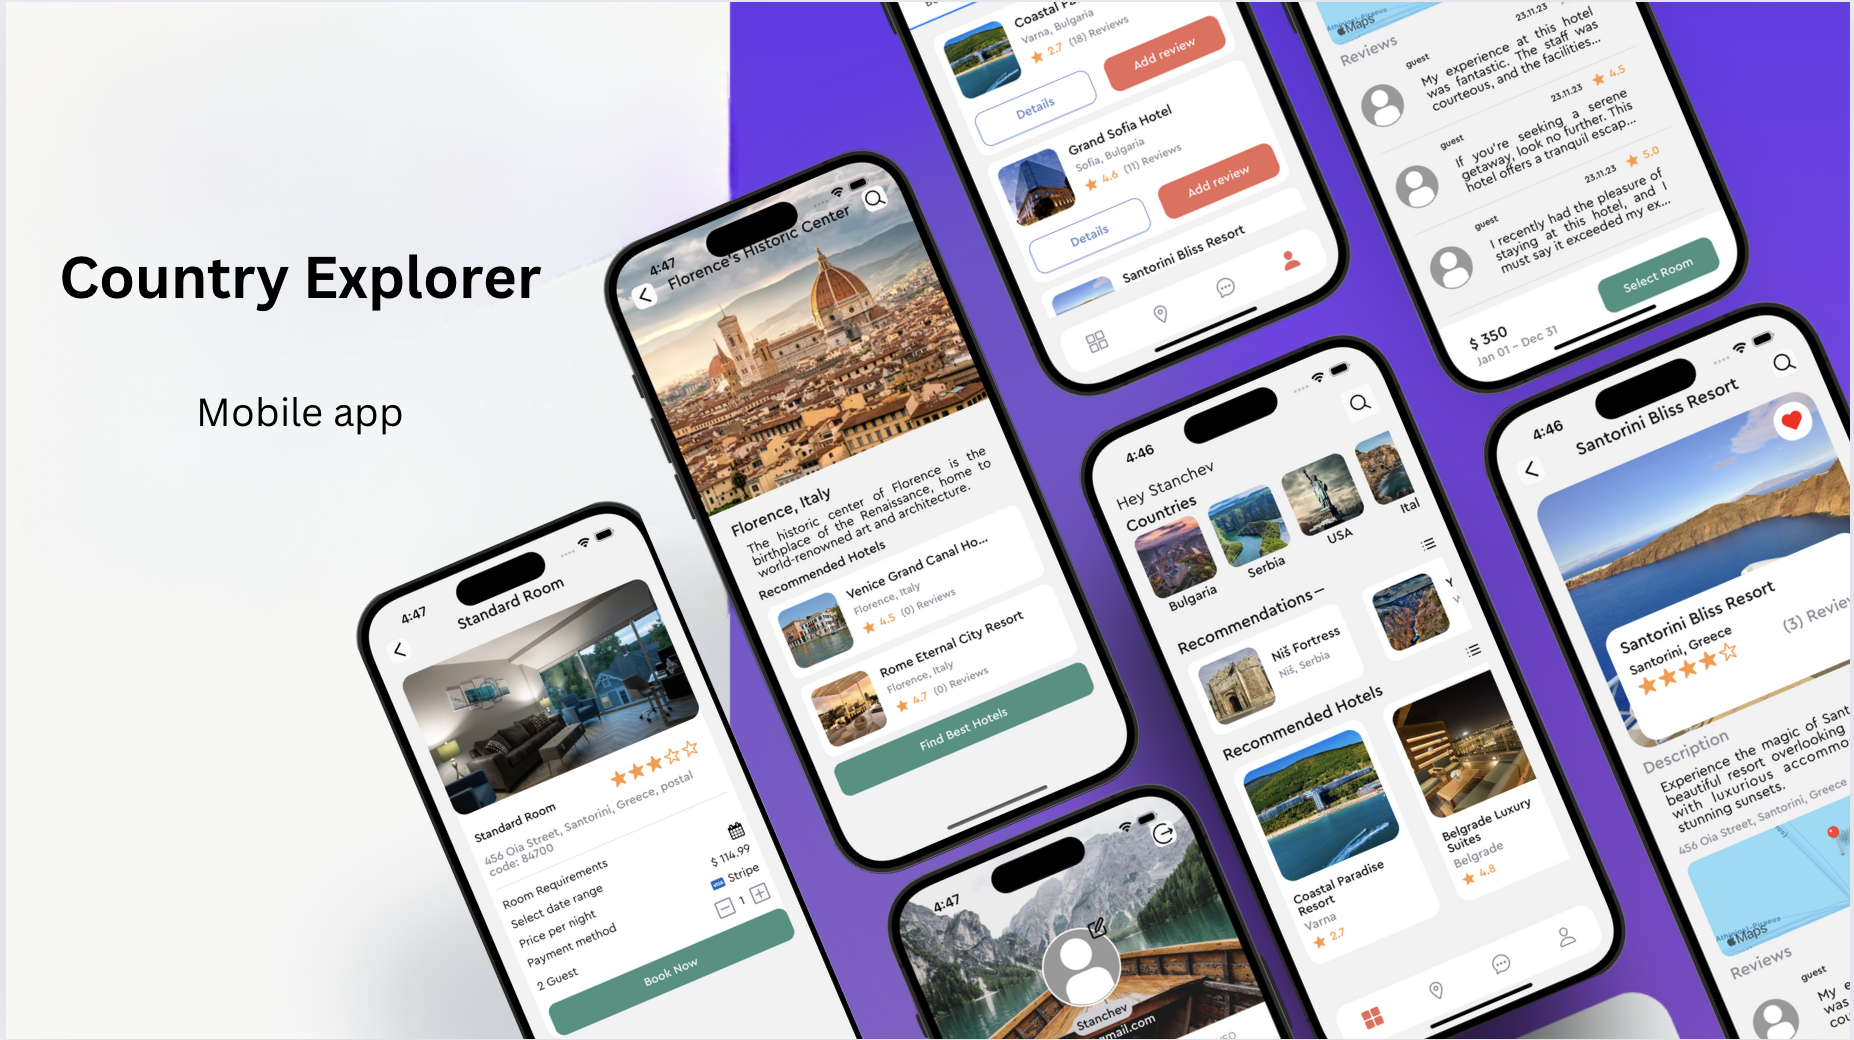 Country Explorer
Mobile app
4:47
Standard Room
Standard Room
456 Oia Street, Santorini, Greece, postal
code: 84700
Room Requirements
Select date range
Price per night
$ 114.99
Payment method
VISA Stripe
2 Guest
1
Book Now
4:47
Florence's Historic Center
Florence, Italy
The historic center of Florence is the
birthplace of the Renaissance, home to
world-renowned art and architecture.
Recommended Hotels
Venice Grand Canal Ho...
Florence, Italy
4.5 (0) Reviews
Rome Eternal City Resort
Florence, Italy
4.7 (0) Reviews
Find Best Hotels
4:47
Stanchev
gmail.com
Varna, Bulgaria
2.7 (18) Reviews
Details
Add review
Grand Sofia Hotel
Sofia, Bulgaria
4.6 (11) Reviews
Details
Add review
Santorini Bliss Resort
4:46
Hey Stanchev
Countries
Bulgaria
Serbia
USA
Ital
Recommendations
Niš Fortress
Niš, Serbia
Recommended Hotels
Coastal Paradise
Resort
Varna
2.7
Belgrade Luxury
Suites
Belgrade
4.8
Maps
Reviews
23.11.23
guest
My experience at this hotel
was fantastic. The staff was
courteous, and the facilities...
23.11.23 4.5
guest
If you're seeking a serene
getaway, look no further. This
hotel offers a tranquil escap...
23.11.23 5.0
guest
I recently had the pleasure of
staying at this hotel, and I
must say it exceeded my ex...
$ 350
Jan 01 - Dec 31
Select Room
4:46
Santorini Bliss Resort
Santorini Bliss Resort
Santorini, Greece
(3) Revie
Description
Experience the magic of Sant
beautiful resort overlooking
with luxurious accommo
stunning sunsets.
456 Oia Street, Santorini, Greece
Maps
Reviews
guest
My e
was
cou